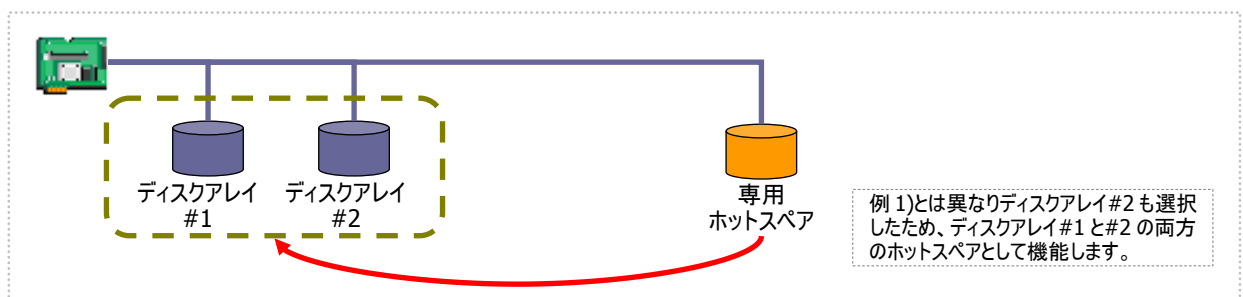 ディスクアレイ
#1
ディスクアレイ
#2
専用
ホットスペア
例 1)とは異なりディスクアレイ#2 も選択
したため、ディスクアレイ#1 と#2 の両方
のホットスペアとして機能します。